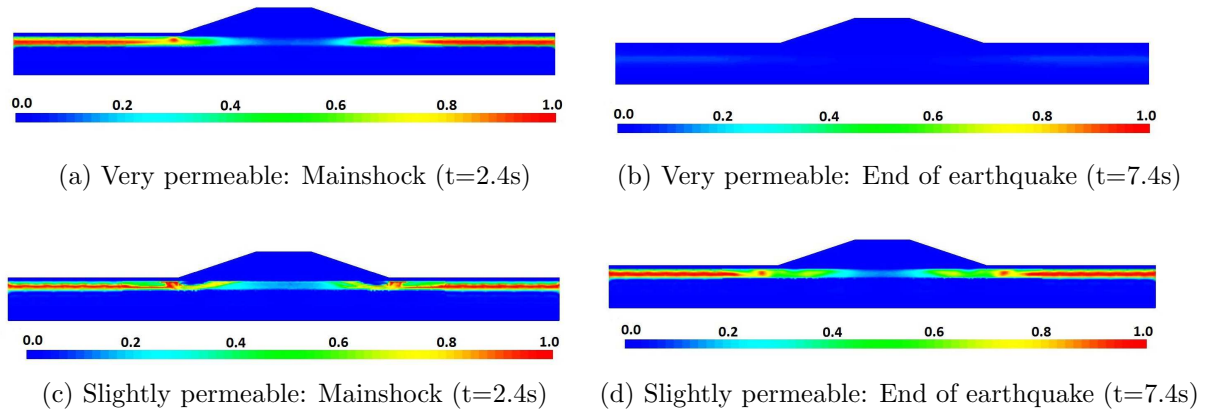 0.0 0.2 0.4 0.6 0.8 1.0
0.0 0.2 0.4 0.6 0.8 1.0
(a) Very permeable: Mainshock (t=2.4s)
(b) Very permeable: End of earthquake (t=7.4s)
0.0 0.2 0.4 0.6 0.8 1.0
0.0 0.2 0.4 0.6 0.8 1.0
(c) Slightly permeable: Mainshock (t=2.4s)
(d) Slightly permeable: End of earthquake (t=7.4s)